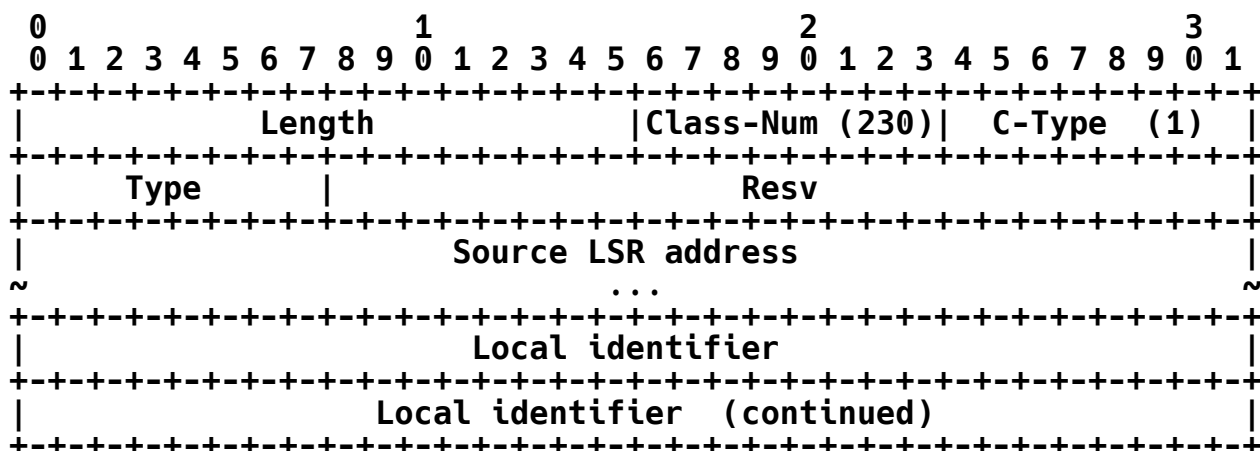 0                   1                   2                   3
 0 1 2 3 4 5 6 7 8 9 0 1 2 3 4 5 6 7 8 9 0 1 2 3 4 5 6 7 8 9 0 1
+-+-+-+-+-+-+-+-+-+-+-+-+-+-+-+-+-+-+-+-+-+-+-+-+-+-+-+-+-+-+-+-+
|            Length             |Class-Num (230)|  C-Type  (1)  |
+-+-+-+-+-+-+-+-+-+-+-+-+-+-+-+-+-+-+-+-+-+-+-+-+-+-+-+-+-+-+-+-+
|     Type      |                     Resv                      |
+-+-+-+-+-+-+-+-+-+-+-+-+-+-+-+-+-+-+-+-+-+-+-+-+-+-+-+-+-+-+-+-+
|                      Source LSR address                       |
~                              ...                              ~
+-+-+-+-+-+-+-+-+-+-+-+-+-+-+-+-+-+-+-+-+-+-+-+-+-+-+-+-+-+-+-+-+
|                       Local identifier                        |
+-+-+-+-+-+-+-+-+-+-+-+-+-+-+-+-+-+-+-+-+-+-+-+-+-+-+-+-+-+-+-+-+
|                  Local identifier  (continued)                |
+-+-+-+-+-+-+-+-+-+-+-+-+-+-+-+-+-+-+-+-+-+-+-+-+-+-+-+-+-+-+-+-+